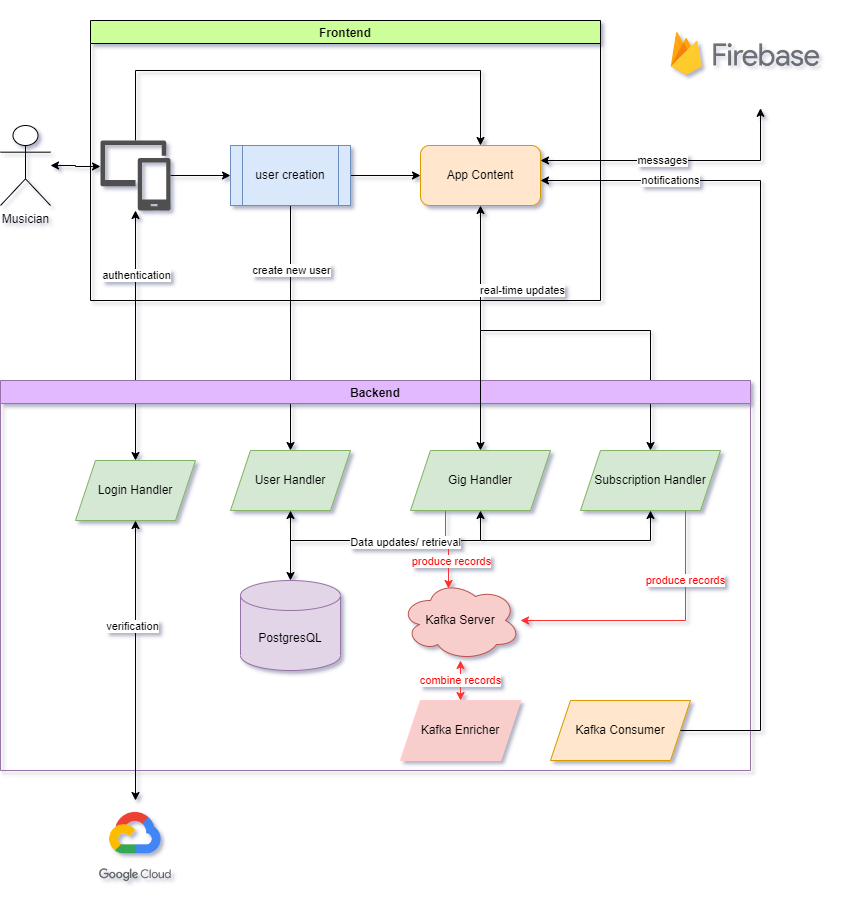 Frontend
Firebase
user creation
App Content
messages
notifications
Musician
authentication
create new user
real-time updates
Backend
Login Handler
User Handler
Gig Handler
Subscription Handler
Data updates/ retrieval
produce records
produce records
Kafka Server
verification
PostgresQL
combine records
Kafka Enricher
Kafka Consumer
Google Cloud